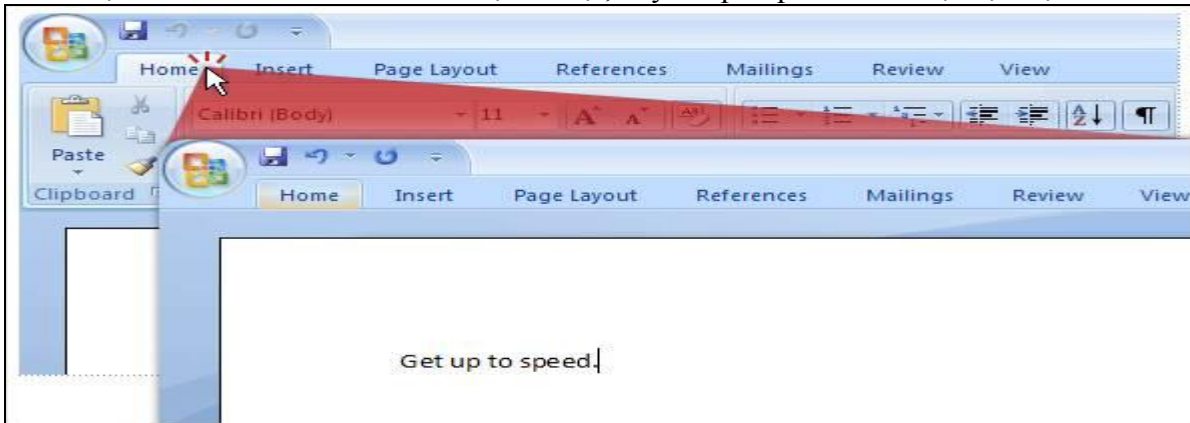 Home Insert Page Layout References Mailings Review View
Calibri (Body) 11
Paste
Clipboard
Home Insert Page Layout References Mailings Review View
Get up to speed.